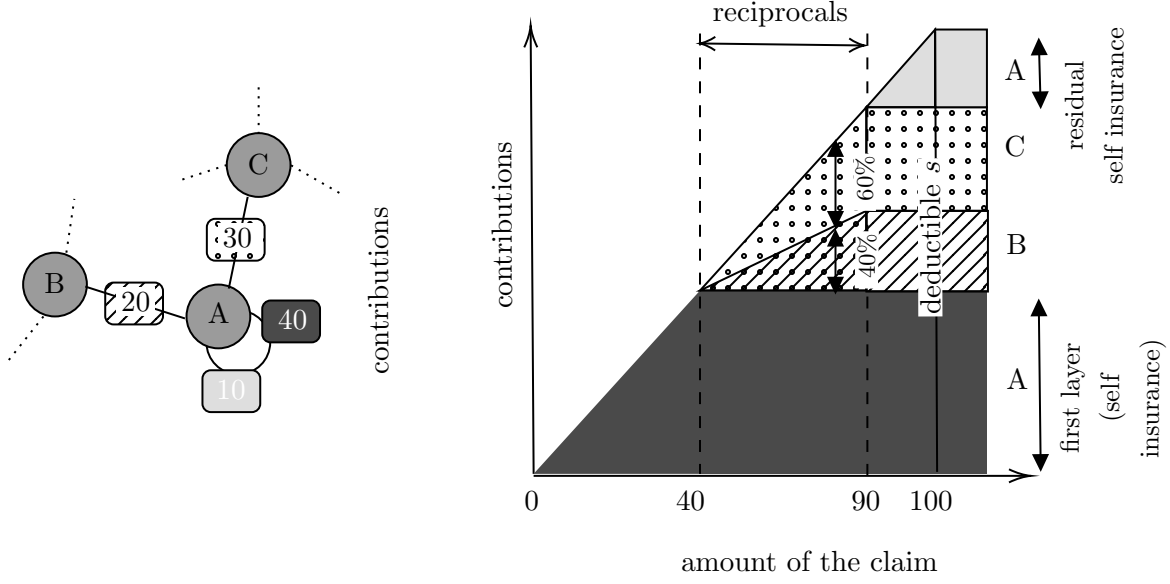 C
30
B
20
A
40
10
contributions
contributions
reciprocals
60%
40%
deductible s
A
C
B
A
residual
self insurance
first layer
(self
insurance)
0
40
90
100
amount of the claim